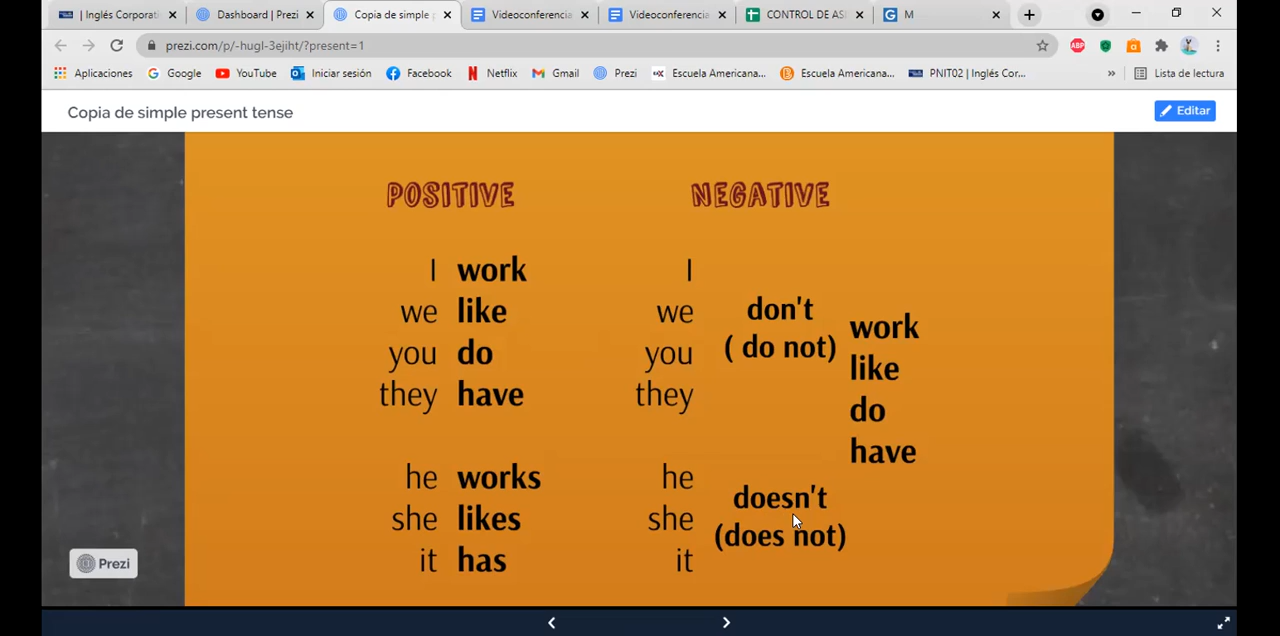 | Inglés Corporati
Dashboard | Prezi
Copia de simple p
Videoconferencia
Videoconferencia
CONTROL DE ASI
M
prezi.com/p/-hugl-3ejiht/?present=1
ABP
Aplicaciones
Google
YouTube
Iniciar sesión
Facebook
Netflix
Gmail
Prezi
Escuela Americana...
Escuela Americana...
PNIT02 | Inglés Cor...
»
Lista de lectura
Copia de simple present tense
Editar
POSITIVE
I work
we like
you do
they have
he works
she likes
it has
NEGATIVE
I
we
you
they
don't
( do not)
he
she
it
doesn't
(does not)
work
like
do
have
Prezi